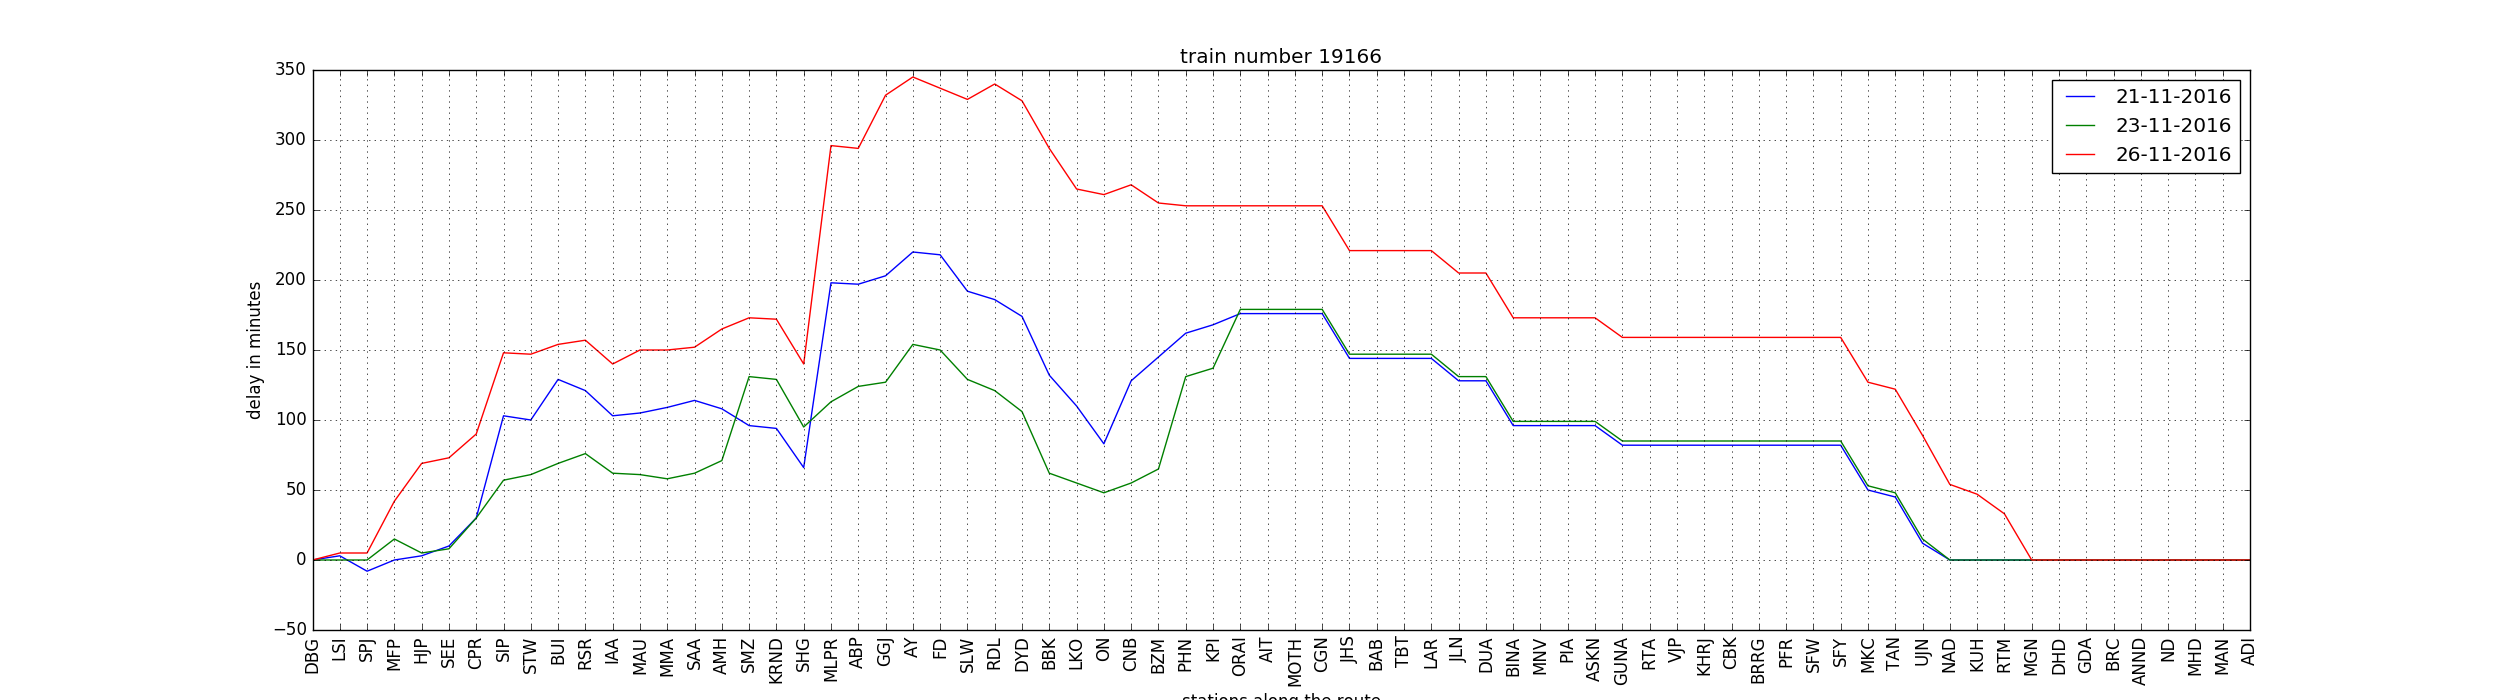 train number 19166
350
300
250
200
150
100
50
0
−50
delay in minutes
21-11-2016
23-11-2016
26-11-2016
DBG
LSI
SPJ
MFP
HJP
SEE
CPR
SIP
STW
BUI
RSR
IAA
MAU
MMA
SAA
AMH
SMZ
KRND
SHG
MLPR
ABP
GGJ
AY
FD
SLW
RDL
DYD
BBK
LKO
ON
CNB
BZM
PHN
KPI
ORAI
AIT
MOTH
CGN
JHS
BAB
TBT
LAR
JLN
DUA
BINA
MNV
PIA
ASKN
GUNA
RTA
VJP
KHRJ
CBK
BRRG
PFR
SFW
SFY
MKC
TAN
UJN
NAD
KUH
RTM
MGN
DHD
GDA
BRC
ANND
ND
MHD
MAN
ADI
stations along the route